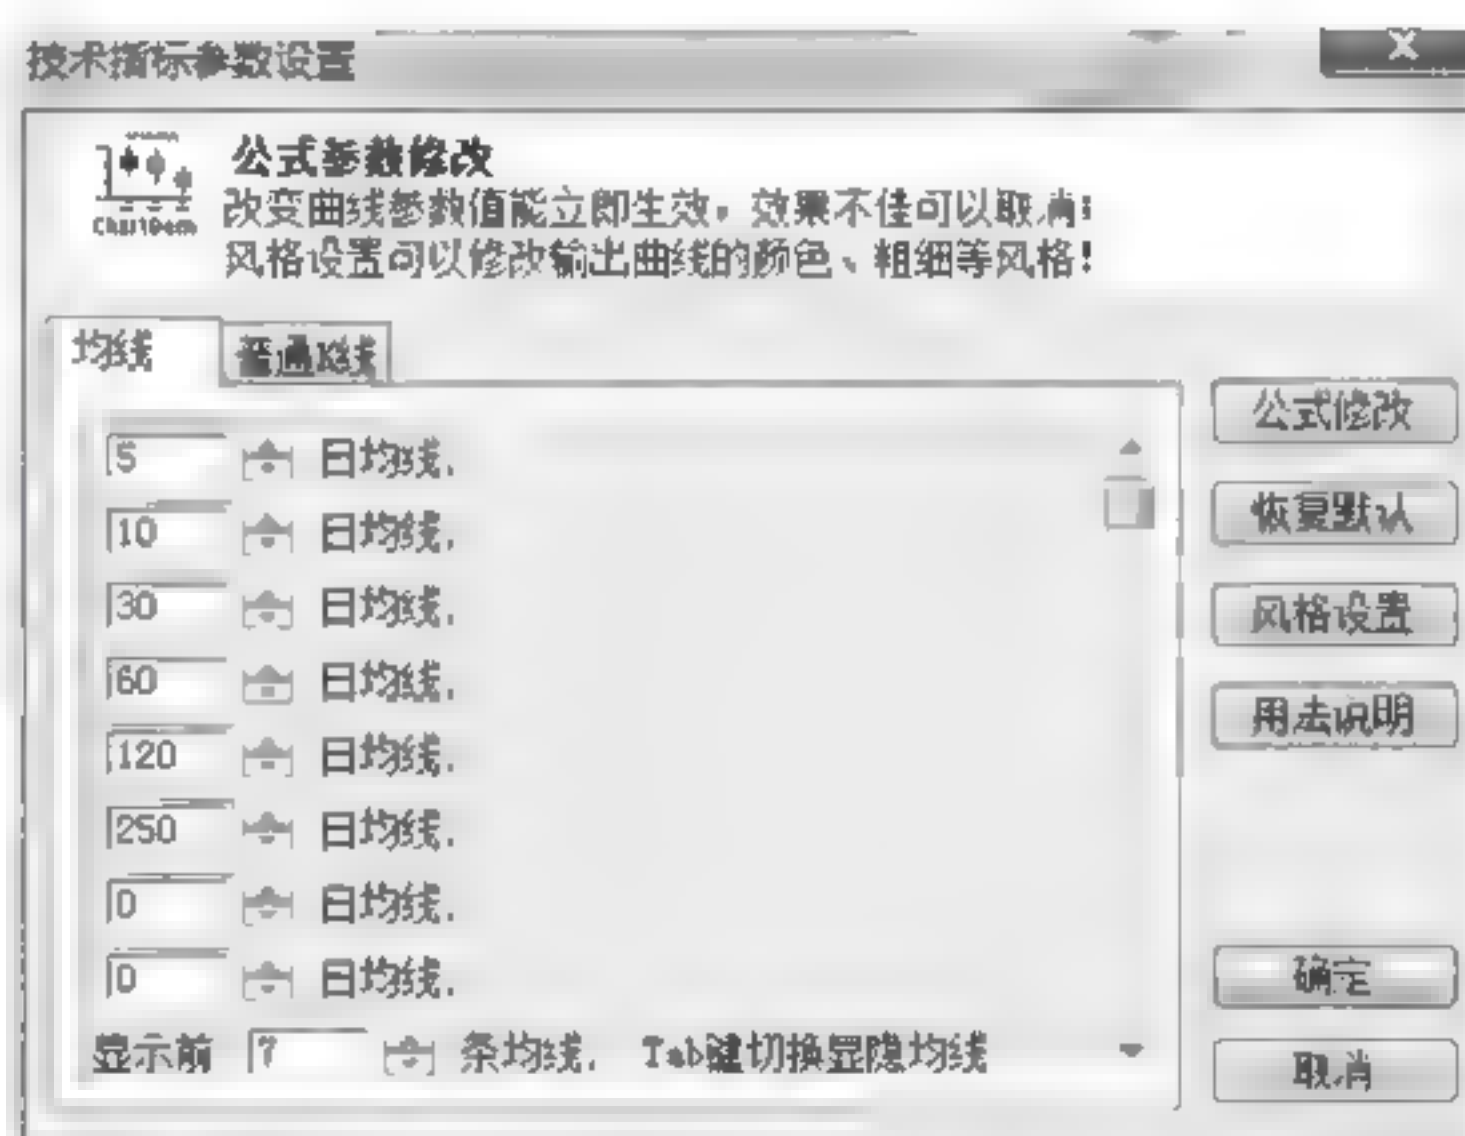 技术指标参数设置
X
公式参数修改
改变曲线参数值能立即生效，效果不佳可以取消!
风格设置可以修改输出曲线的颜色、粗细等风格!
均线
普通K线
5 日均线.
10 日均线.
30 日均线.
60 日均线.
120 日均线.
250 日均线.
0 日均线.
0 日均线.
显示前 7 条均线. Tab键切换显隐均线
公式修改
恢复默认
风格设置
用法说明
确定
取消